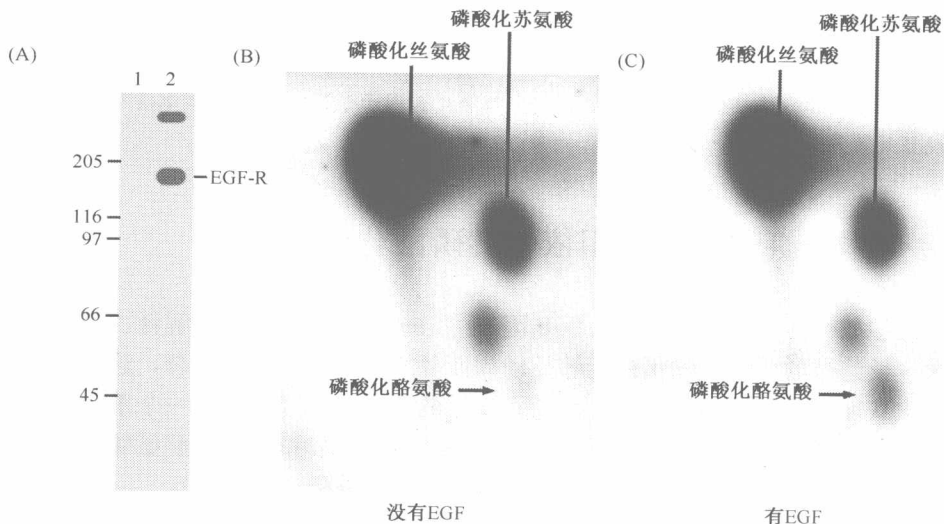 (A)
1 2
205
EGF-R
116
97
66
45
(B)
磷酸化丝氨酸
磷酸化苏氨酸
磷酸化酪氨酸
没有EGF
(C)
磷酸化丝氨酸
磷酸化苏氨酸
磷酸化酪氨酸
有EGF